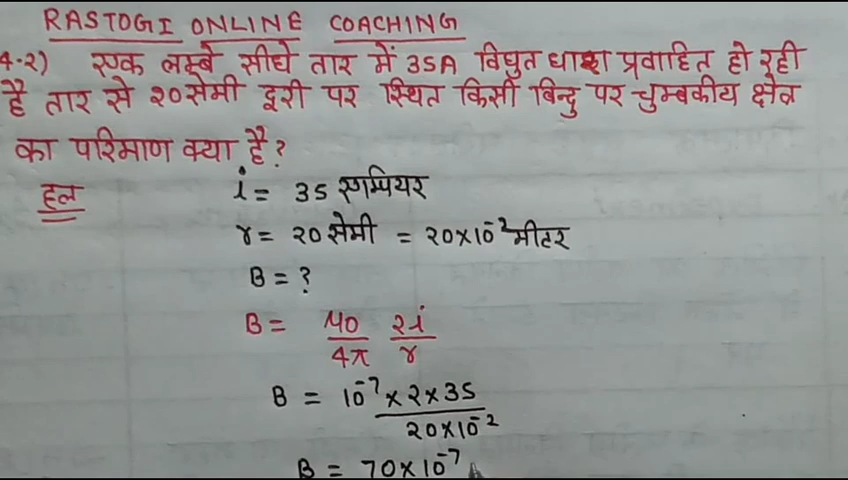 RASTOGI ONLINE COACHING
4.2) एक लम्बे सीधे तार में 35A विधुत धारा प्रवाहित हो रही
है तार से 20 सेमी दूरी पर स्थित किसी बिन्दु पर चुम्बकीय क्षेत्र
का परिमाण क्या है?
हल
i = 35 एम्पियर
r = 20 सेमी = 20×10⁻² मीटर
B = ?
B = μ0/4π 2i/r
B = 10⁻⁷ × 2 × 35 / 20×10⁻²
B = 70×10⁻⁷